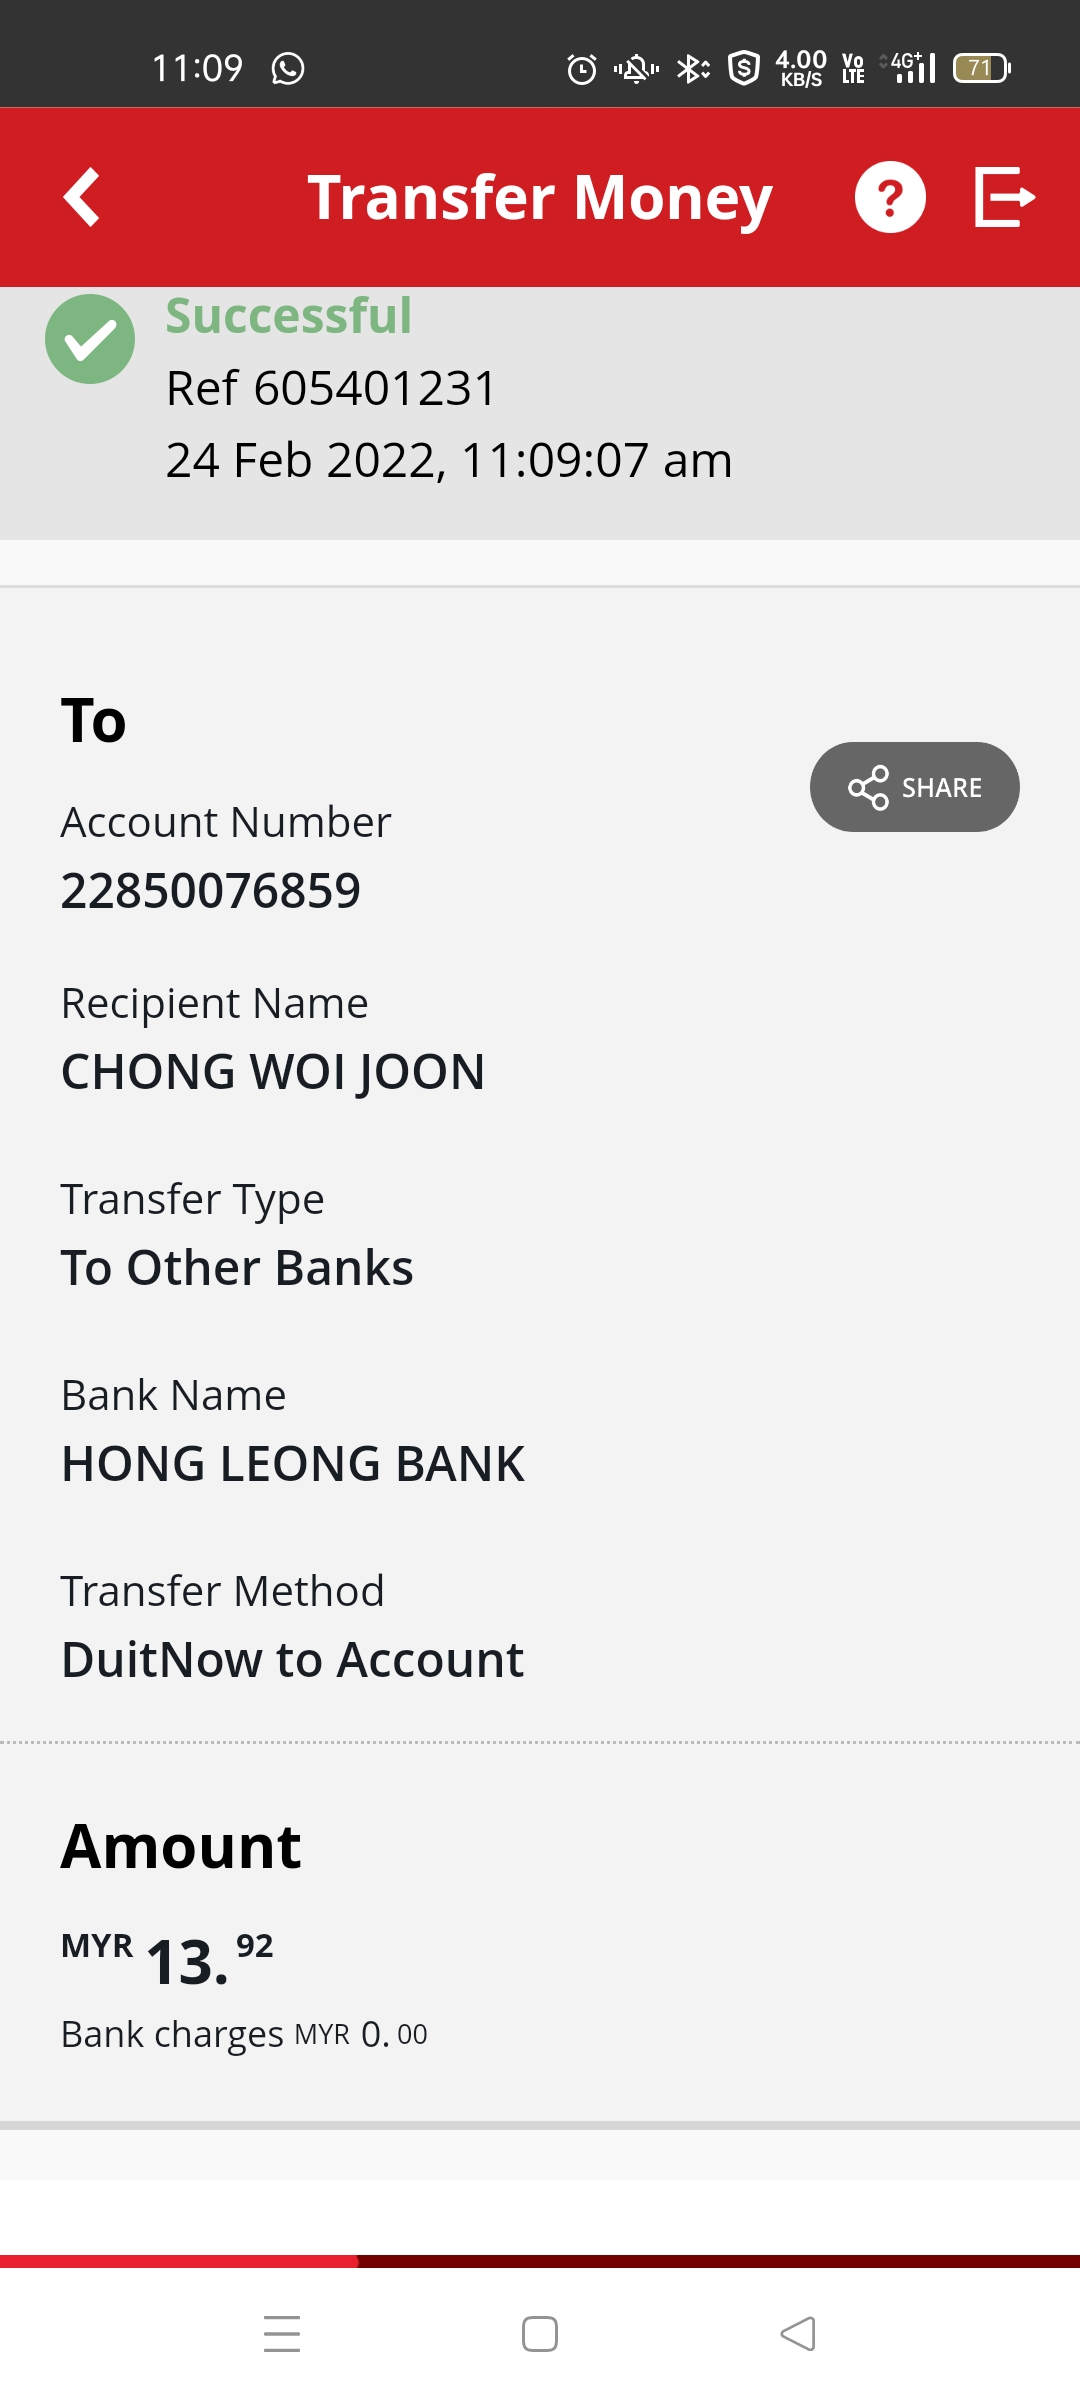 11:09
4.00 KB/S Vo LTE 4G+ 71
Transfer Money
Successful
Ref 605401231
24 Feb 2022, 11:09:07 am
To
SHARE
Account Number
22850076859
Recipient Name
CHONG WOI JOON
Transfer Type
To Other Banks
Bank Name
HONG LEONG BANK
Transfer Method
DuitNow to Account
Amount
MYR 13.92
Bank charges MYR 0.00